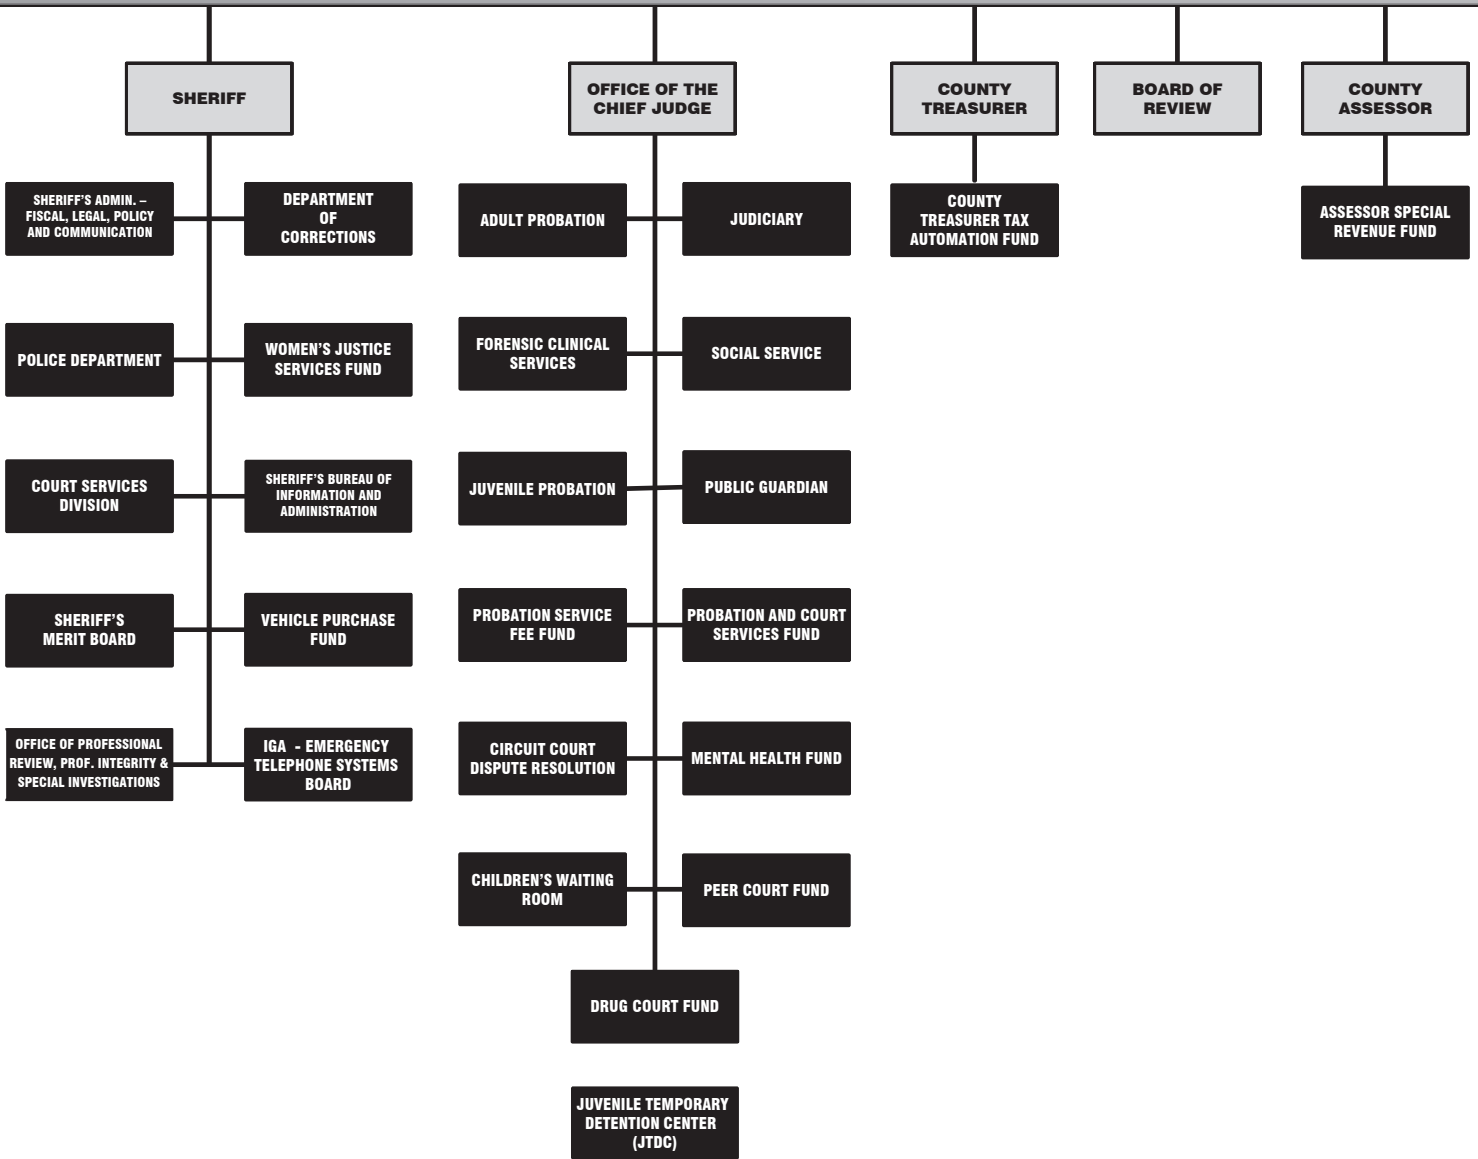 SHERIFF
OFFICE OF THE
CHIEF JUDGE
COUNTY
TREASURER
BOARD OF
REVIEW
COUNTY
ASSESSOR
SHERIFF'S ADMIN. –
FISCAL, LEGAL, POLICY
AND COMMUNICATION
DEPARTMENT
OF
CORRECTIONS
POLICE DEPARTMENT
WOMEN'S JUSTICE
SERVICES FUND
COURT SERVICES
DIVISION
SHERIFF'S BUREAU OF
INFORMATION AND
ADMINISTRATION
SHERIFF'S
MERIT BOARD
VEHICLE PURCHASE
FUND
OFFICE OF PROFESSIONAL
REVIEW, PROF. INTEGRITY &
SPECIAL INVESTIGATIONS
IGA - EMERGENCY
TELEPHONE SYSTEMS
BOARD
ADULT PROBATION
JUDICIARY
FORENSIC CLINICAL
SERVICES
SOCIAL SERVICE
JUVENILE PROBATION
PUBLIC GUARDIAN
PROBATION SERVICE
FEE FUND
PROBATION AND COURT
SERVICES FUND
CIRCUIT COURT
DISPUTE RESOLUTION
MENTAL HEALTH FUND
CHILDREN'S WAITING
ROOM
PEER COURT FUND
DRUG COURT FUND
JUVENILE TEMPORARY
DETENTION CENTER
(JTDC)
COUNTY
TREASURER TAX
AUTOMATION FUND
ASSESSOR SPECIAL
REVENUE FUND